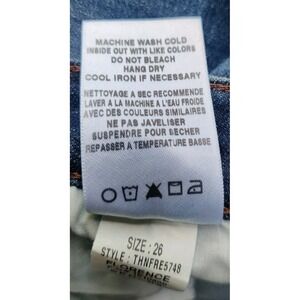 MACHINE WASH COLD
INSIDE OUT WITH LIKE COLORS
DO NOT BLEACH
HANG DRY
COOL IRON IF NECESSARY
NETTOYAGE A SEC RECOMMENDE
LAVER A LA MACHINE A L'EAU FROIDE
AVEC DES COULEURS SIMILAIRES
NE PAS JAVELISER
SUSPENDRE POUR SECHER
REPASSER A TEMPERATURE BASSE
SIZE: 26
STYLE: THNFRE5748
FLORENCE